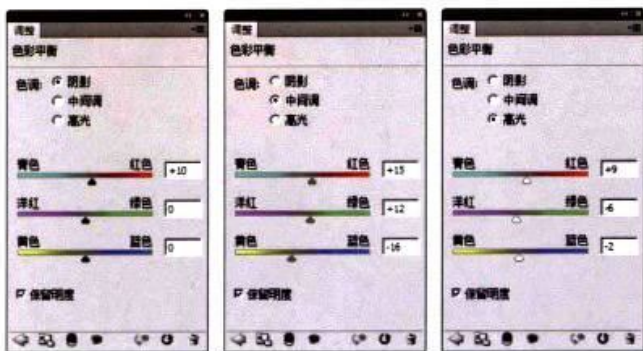 调整
色彩平衡
色调: 阴影
中间调
高光
青色 红色 +10
洋红 绿色 0
黄色 蓝色 0
保留明度
调整
色彩平衡
色调: 阴影
中间调
高光
青色 红色 +15
洋红 绿色 +12
黄色 蓝色 -16
保留明度
调整
色彩平衡
色调: 阴影
中间调
高光
青色 红色 +9
洋红 绿色 -6
黄色 蓝色 -2
保留明度